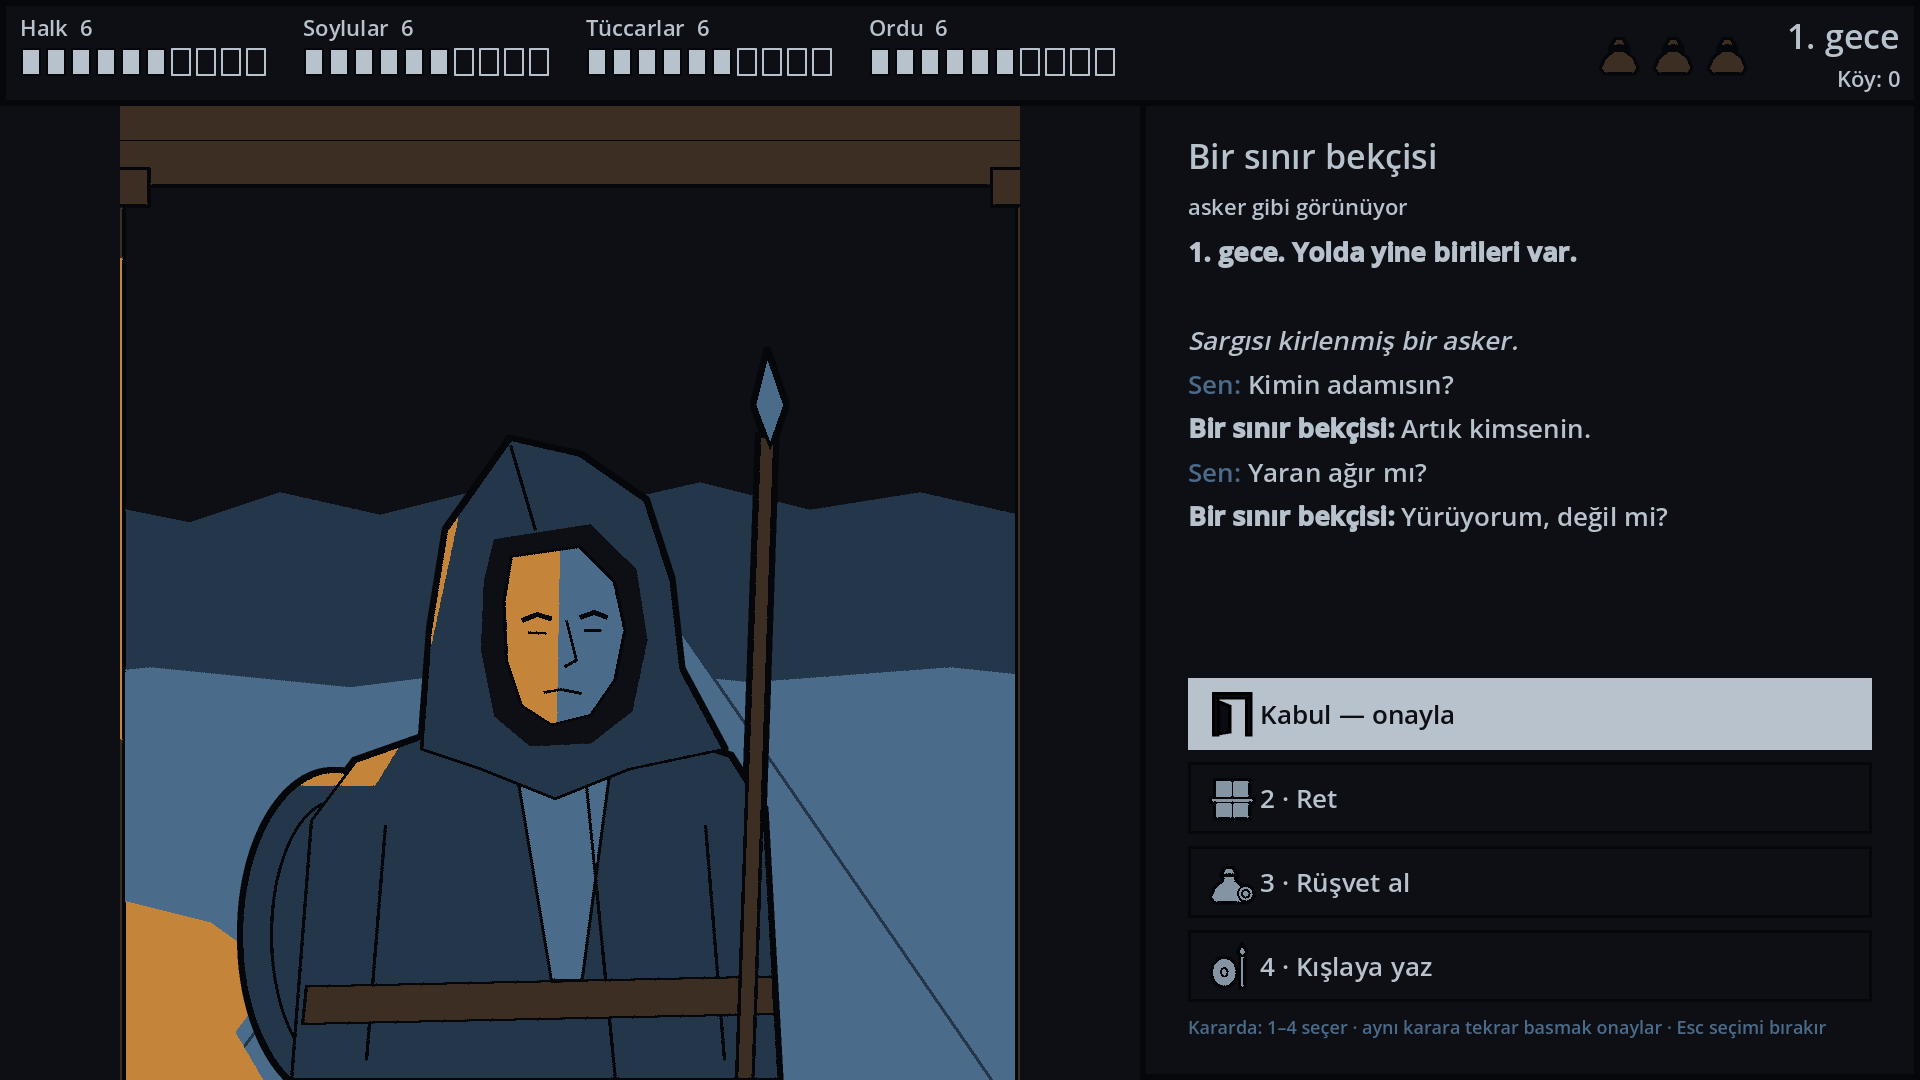 Halk 6
Soylular 6
Tüccarlar 6
Ordu 6
1. gece
Köy: 0
Bir sınır bekçisi
asker gibi görünüyor
1. gece. Yolda yine birileri var.
Sargısı kirlenmiş bir asker.
Sen: Kimin adamısın?
Bir sınır bekçisi: Artık kimsenin.
Sen: Yaran ağır mı?
Bir sınır bekçisi: Yürüyorum, değil mi?
Kabul — onayla
2 · Ret
3 · Rüşvet al
4 · Kışlaya yaz
Kararda: 1–4 seçer · aynı karara tekrar basmak onaylar · Esc seçimi bırakır